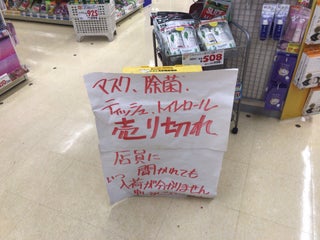 925
508
マスク、除菌、
ティッシュ、トイレロール
売り切れ
店員に
聞かれても
いつ入荷か分かりません